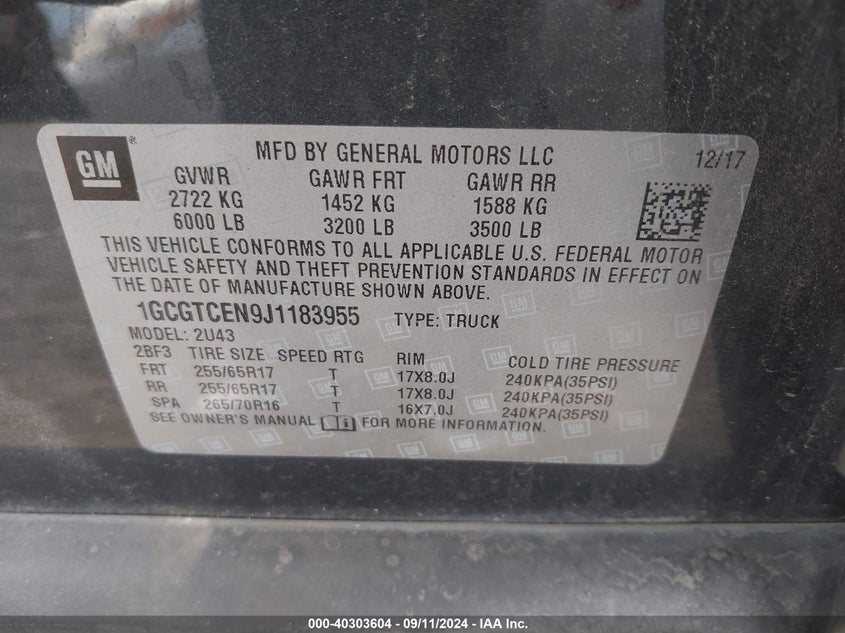 GM
®
MFD BY GENERAL MOTORS LLC
12/17
GVWR GAWR FRT GAWR RR
2722 KG 1452 KG 1588 KG
6000 LB 3200 LB 3500 LB
THIS VEHICLE CONFORMS TO ALL APPLICABLE U.S. FEDERAL MOTOR
VEHICLE SAFETY AND THEFT PREVENTION STANDARDS IN EFFECT ON
THE DATE OF MANUFACTURE SHOWN ABOVE.
1GCGTCEN9J1183955 TYPE: TRUCK
MODEL: 2U43
2BF3 TIRE SIZE SPEED RTG RIM COLD TIRE PRESSURE
FRT 255/65R17 T 17X8.0J 240KPA(35PSI)
RR 255/65R17 T 17X8.0J 240KPA(35PSI)
SPA 265/70R16 T 16X7.0J 240KPA(35PSI)
SEE OWNER'S MANUAL FOR MORE INFORMATION.
000-40303604 / 09/11/2024 - IAA Inc.